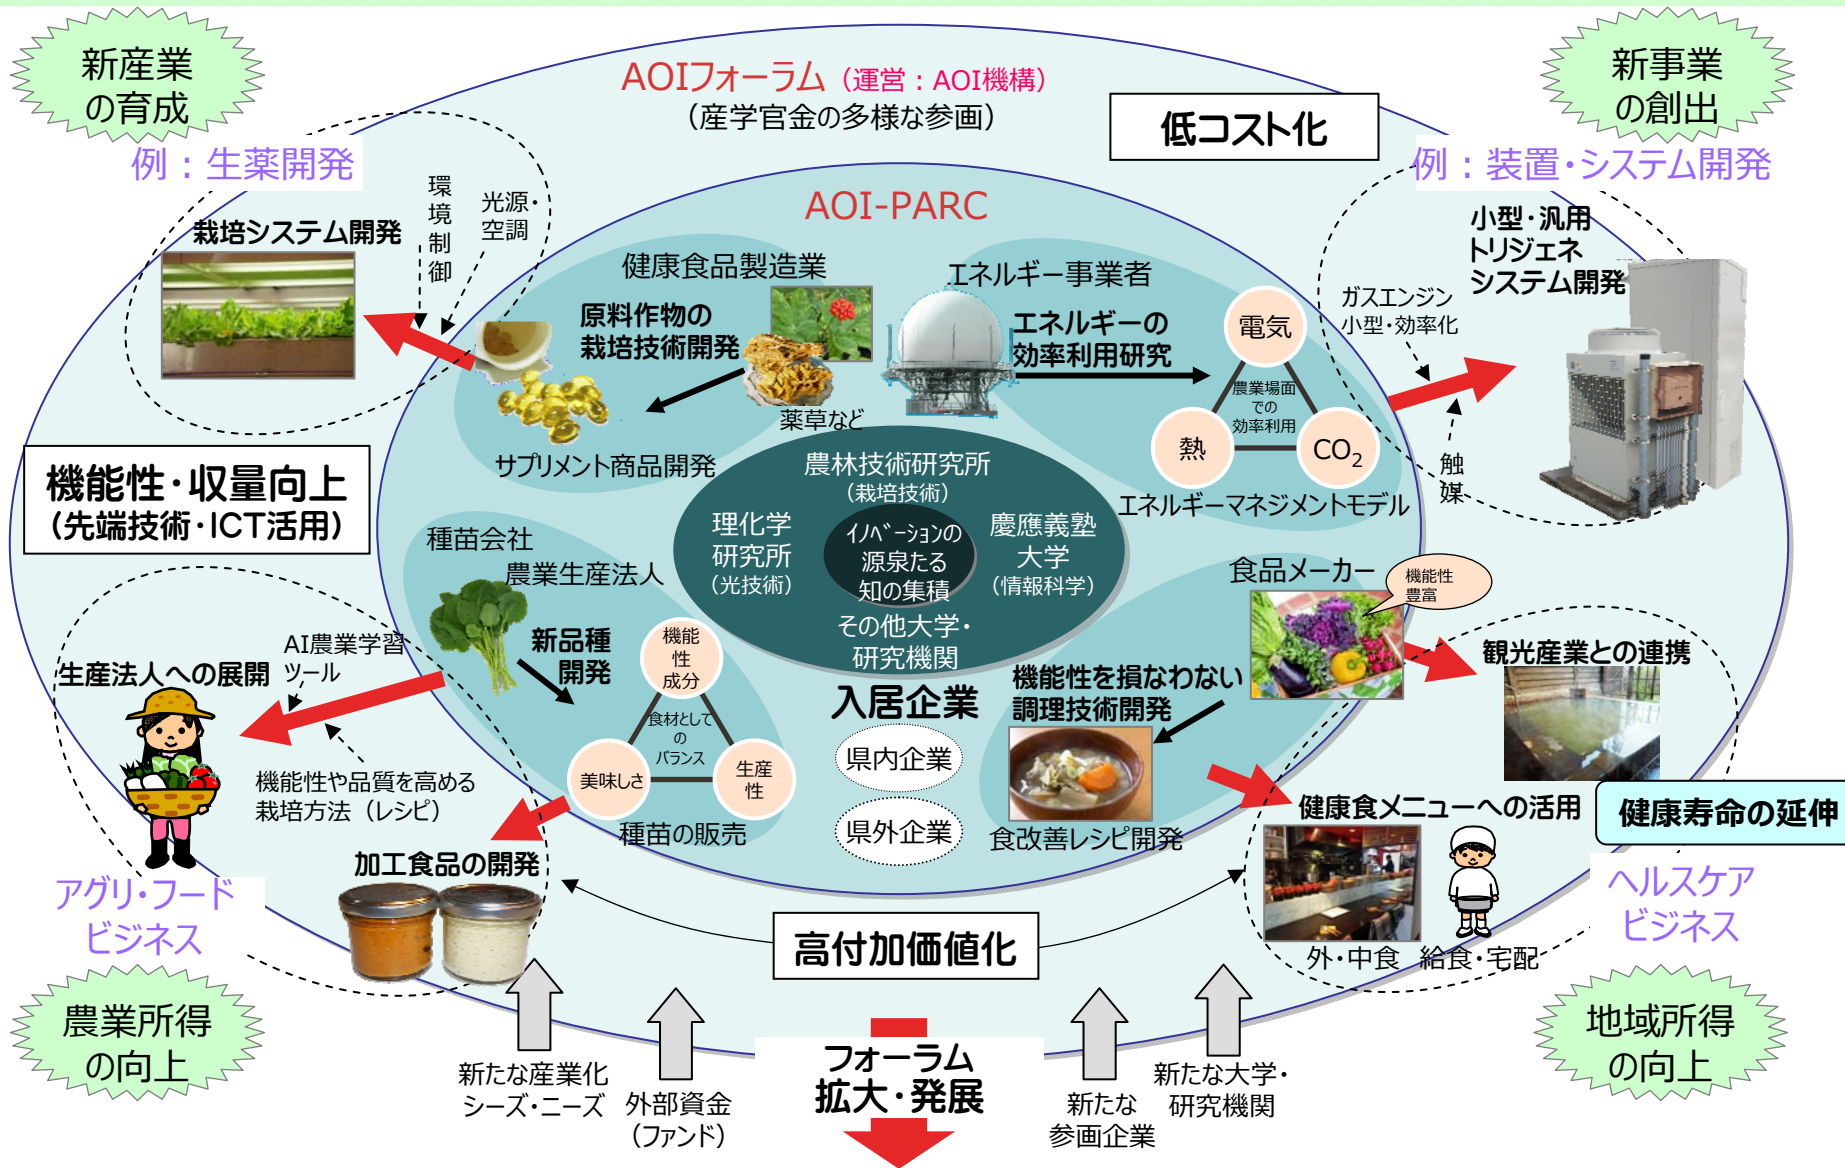 新産業
の育成
例：生薬開発
AOIフォーラム（運営：AOI機構）
（産学官金の多様な参画）
低コスト化
新事業
の創出
例：装置・システム開発
栽培システム開発
環境制御
光源・
空調
AOI-PARC
健康食品製造業
原料作物の
栽培技術開発
薬草など
サプリメント商品開発
エネルギー事業者
エネルギーの
効率利用研究
電気
熱
CO₂
農業場面
での
効率利用
エネルギーマネジメントモデル
小型・汎用
トリジェネ
システム開発
ガスエンジン
小型・効率化
触媒
機能性・収量向上
（先端技術・ICT活用）
農林技術研究所
（栽培技術）
理化学
研究所
（光技術）
イノベーションの
源泉たる
知の集積
慶應義塾
大学
（情報科学）
その他大学・
研究機関
種苗会社
農業生産法人
新品種
開発
機能
性
成分
美味しさ
生産
性
食材として
の
バランス
種苗の販売
入居企業
県内企業
県外企業
食品メーカー
機能性
豊富
機能性を損なわない
調理技術開発
食改善レシピ開発
AI農業学習
ツール
生産法人への展開
機能性や品質を高める
栽培方法（レシピ）
加工食品の開発
アグリ・フード
ビジネス
観光産業との連携
健康食メニューへの活用
外・中食
給食・宅配
健康寿命の延伸
ヘルスケア
ビジネス
高付加価値化
農業所得
の向上
地域所得
の向上
新たな産業化
シーズ・ニーズ
外部資金
（ファンド）
フォーラム
拡大・発展
新たな
参画企業
新たな大学・
研究機関